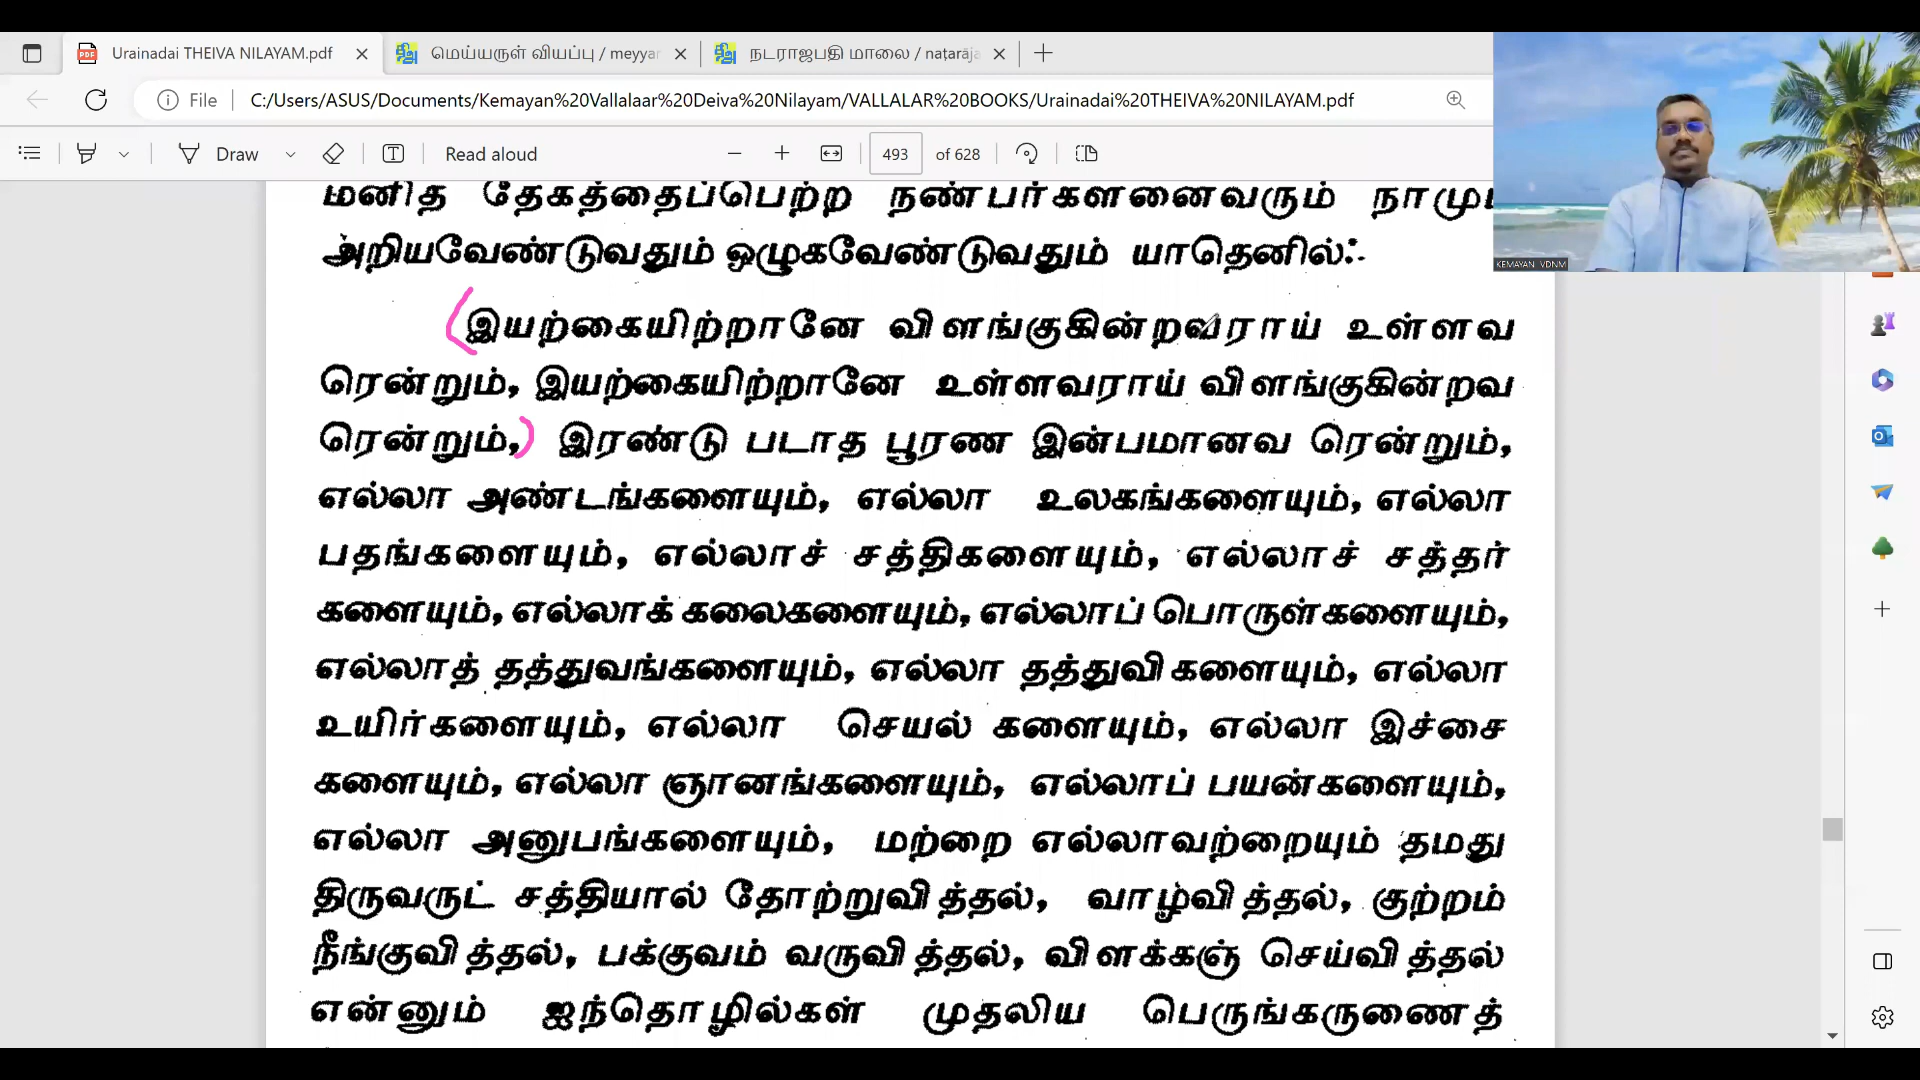 Urainadai THEIVA NILAYAM.pdf
மெய்யருள் வியப்பு / meyyar
நடராஜபதி மாலை / naṭarāja
File C:/Users/ASUS/Documents/Kemayan%20Vallalaar%20Deiva%20Nilayam/VALLALAR%20BOOKS/Urainadai%20THEIVA%20NILAYAM.pdf
Draw Read aloud 493 of 628
மனித தேகத்தைப்பெற்ற நண்பர்களனைவரும்
அறியவேண்டுவதும் ஒழுகவேண்டுவதும் யாதெனில்:-
(இயற்கையிற்றானே விளங்குகின்றவராய் உள்ளவ
ரென்றும், இயற்கையிற்றானே உள்ளவராய் விளங்குகின்றவ
ரென்றும்,) இரண்டு படாத பூரண இன்பமானவ ரென்றும்,
எல்லா அண்டங்களையும், எல்லா உலகங்களையும், எல்லா
பதங்களையும், எல்லாச் சத்திகளையும், எல்லாச் சத்தர்
களையும், எல்லாக் கலைகளையும், எல்லாப் பொருள்களையும்,
எல்லாத் தத்துவங்களையும், எல்லா தத்துவிகளையும், எல்லா
உயிர்களையும், எல்லா செயல் களையும், எல்லா இச்சை
களையும், எல்லா ஞானங்களையும், எல்லாப் பயன்களையும்,
எல்லா அனுபங்களையும், மற்றை எல்லாவற்றையும் தமது
திருவருட் சத்தியால் தோற்றுவித்தல், வாழ்வித்தல், குற்றம்
நீங்குவித்தல், பக்குவம் வருவித்தல், விளக்கஞ் செய்வித்தல்
என்னும் ஐந்தொழில்கள் முதலிய பெருங்கருணைத்
KEMAYAN VDNM